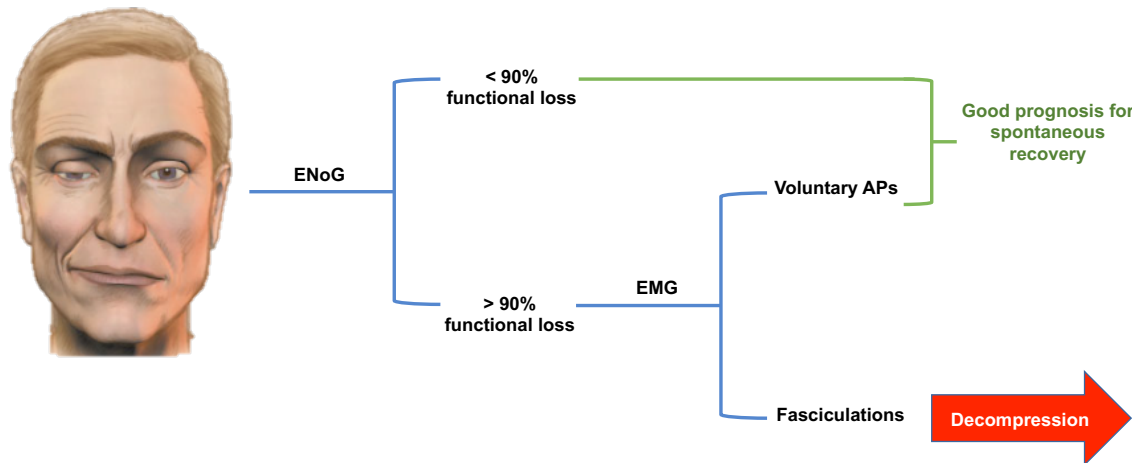 < 90%
functional loss
Good prognosis for
spontaneous
recovery
ENoG
Voluntary APs
EMG
> 90%
functional loss
Fasciculations
Decompression